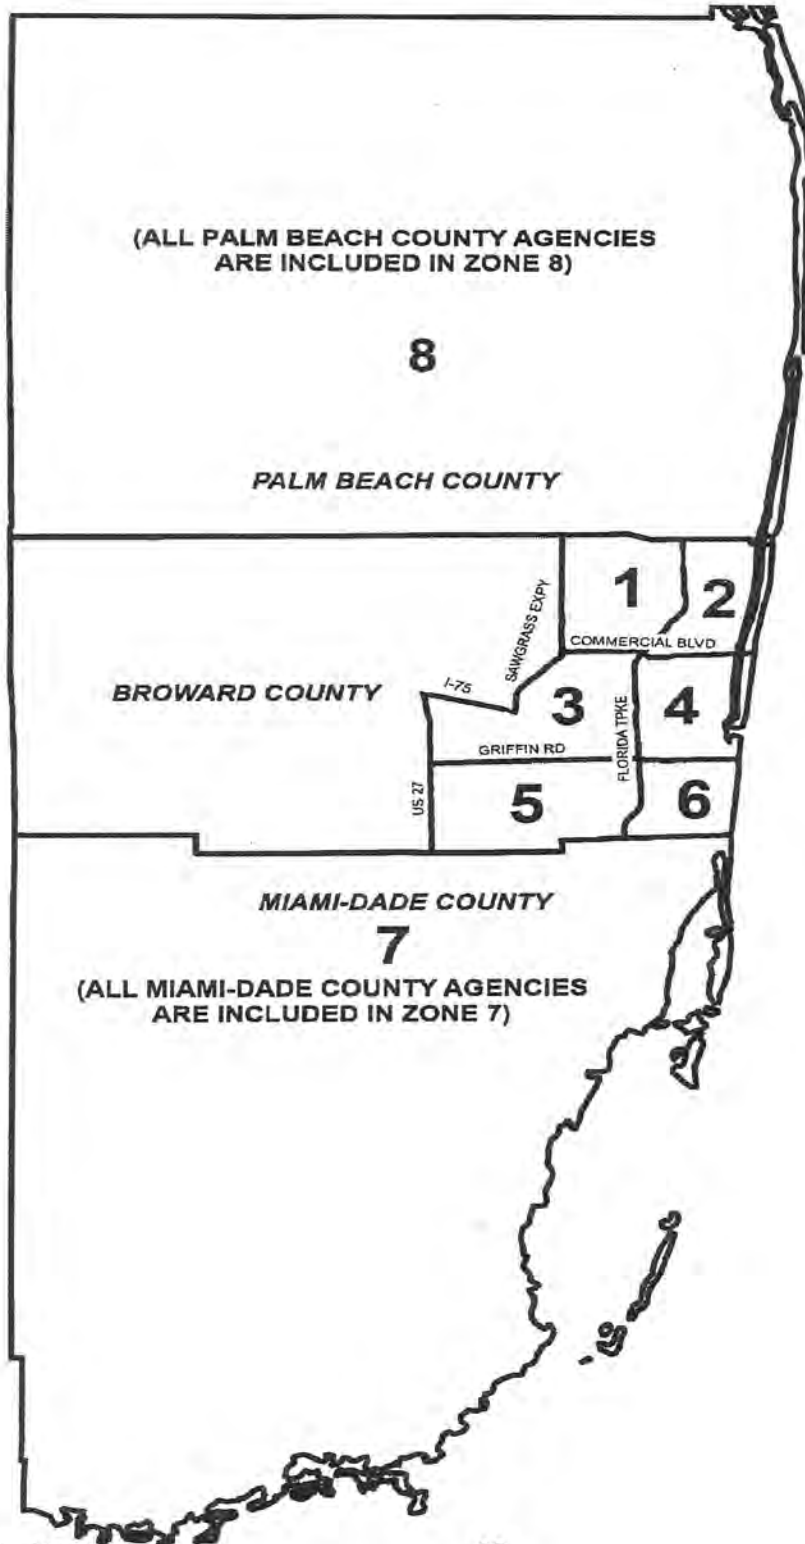 (ALL PALM BEACH COUNTY AGENCIES
ARE INCLUDED IN ZONE 8)
8
PALM BEACH COUNTY
1
2
SAWGRASS EXPY
COMMERCIAL BLVD
BROWARD COUNTY
I-75
3
4
GRIFFIN RD
FLORIDA TPKE
US 27
5
6
MIAMI-DADE COUNTY
7
(ALL MIAMI-DADE COUNTY AGENCIES
ARE INCLUDED IN ZONE 7)